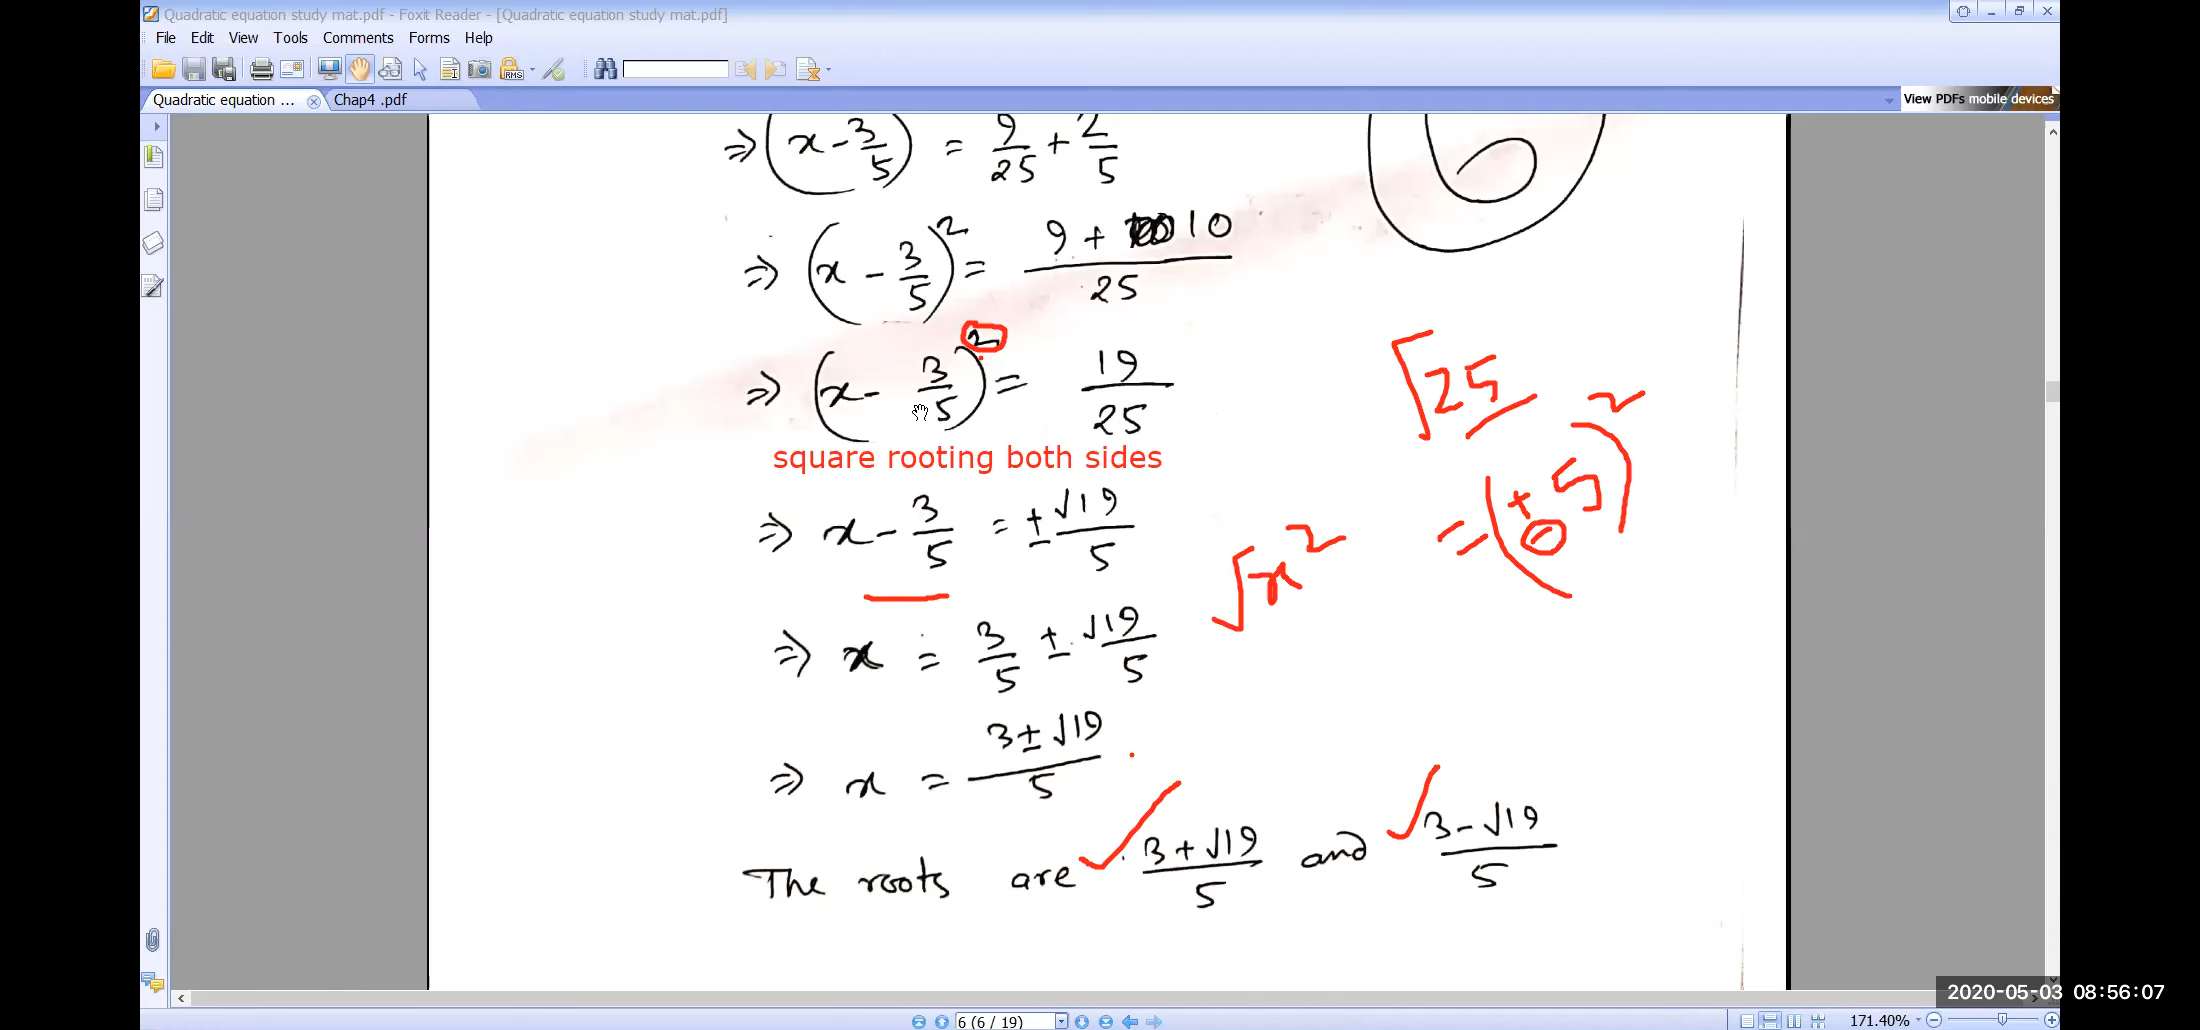 Quadratic equation study mat.pdf - Foxit Reader - [Quadratic equation study mat.pdf]
File Edit View Tools Comments Forms Help
RMS
Quadratic equation ... Chap4 .pdf
View PDFs mobile devices
⇒ (x - 3/5) = 9/25 + 2/5
⇒ (x - 3/5)² = (9 + 10)/25
⇒ (x - 3/5)² = 19/25
square rooting both sides
⇒ x - 3/5 = ± √19/5
⇒ x = 3/5 ± √19/5
⇒ x = (3 ± √19)/5
The roots are (3 + √19)/5 and (3 - √19)/5
√25
= (± 5)²
√x²
6
2020-05-03 08:56:07
6 (6 / 19)
171.40%